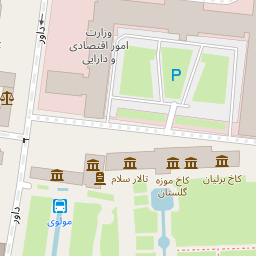 وزارت
امور اقتصادی
و دارایی
داور
P
تالار سلام
کاخ موزه
گلستان
کاخ برلیان
مولوی
داور